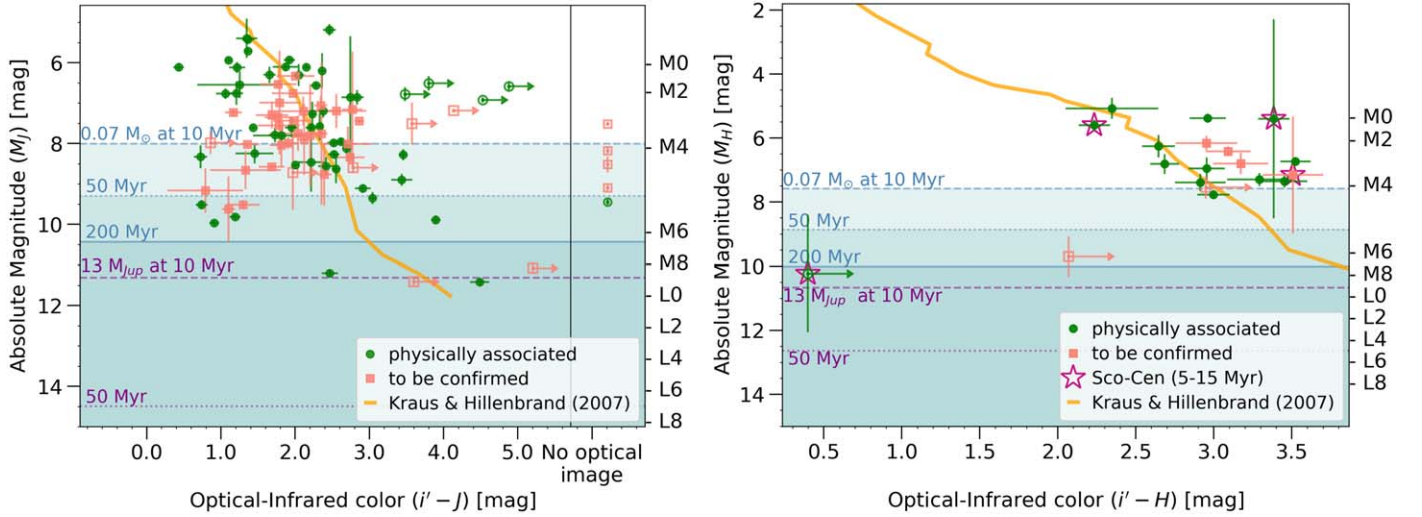 Absolute Magnitude (M_J) [mag]
6
8
10
12
14
0.07 M⊙ at 10 Myr
50 Myr
200 Myr
13 M_Jup at 10 Myr
50 Myr
physically associated
to be confirmed
Kraus & Hillenbrand (2007)
M0
M2
M4
M6
M8
L0
L2
L4
L6
L8
0.0 1.0 2.0 3.0 4.0 5.0 No optical
image
Optical-Infrared color (i′ − J) [mag]
Absolute Magnitude (M_H) [mag]
2
4
6
8
10
12
14
0.07 M⊙ at 10 Myr
50 Myr
200 Myr
13 M_Jup at 10 Myr
50 Myr
physically associated
to be confirmed
Sco-Cen (5-15 Myr)
Kraus & Hillenbrand (2007)
M0
M2
M4
M6
M8
L0
L2
L4
L6
L8
0.5 1.0 1.5 2.0 2.5 3.0 3.5
Optical-Infrared color (i′ − H) [mag]